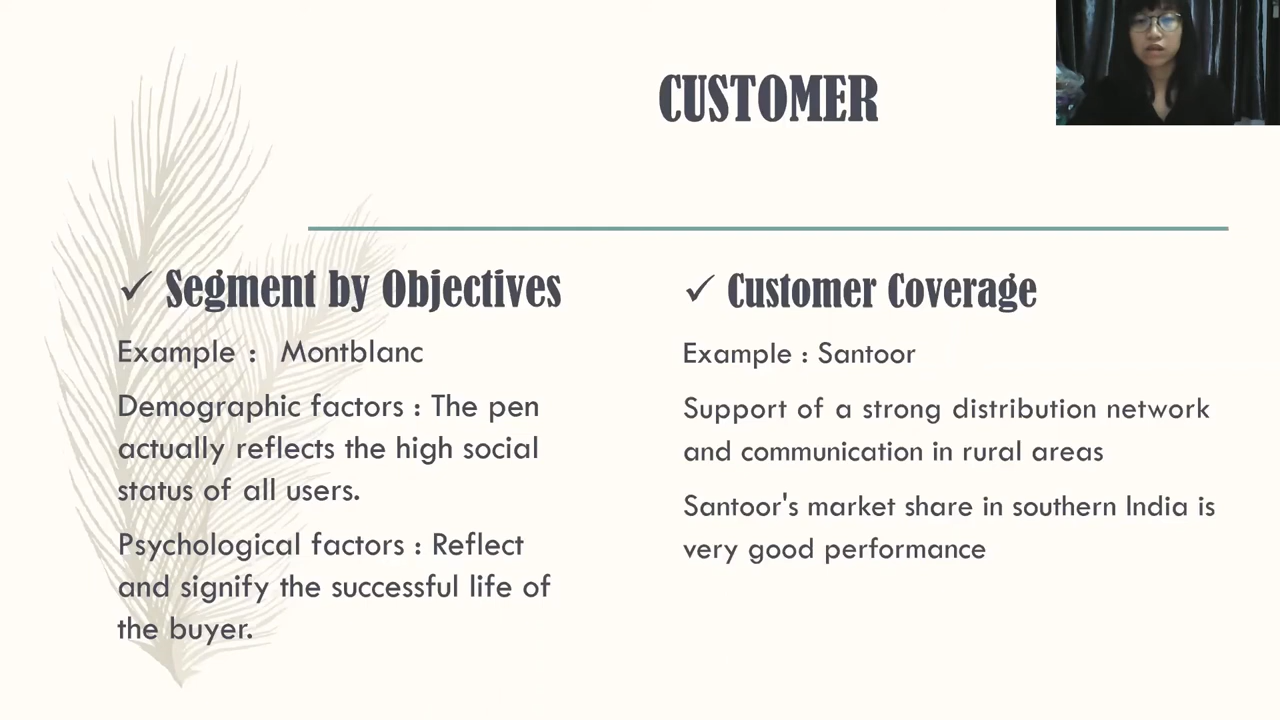 CUSTOMER
✓ Segment by Objectives
Example : Montblanc
Demographic factors : The pen
actually reflects the high social
status of all users.
Psychological factors : Reflect
and signify the successful life of
the buyer.
✓ Customer Coverage
Example : Santoor
Support of a strong distribution network
and communication in rural areas
Santoor's market share in southern India is
very good performance